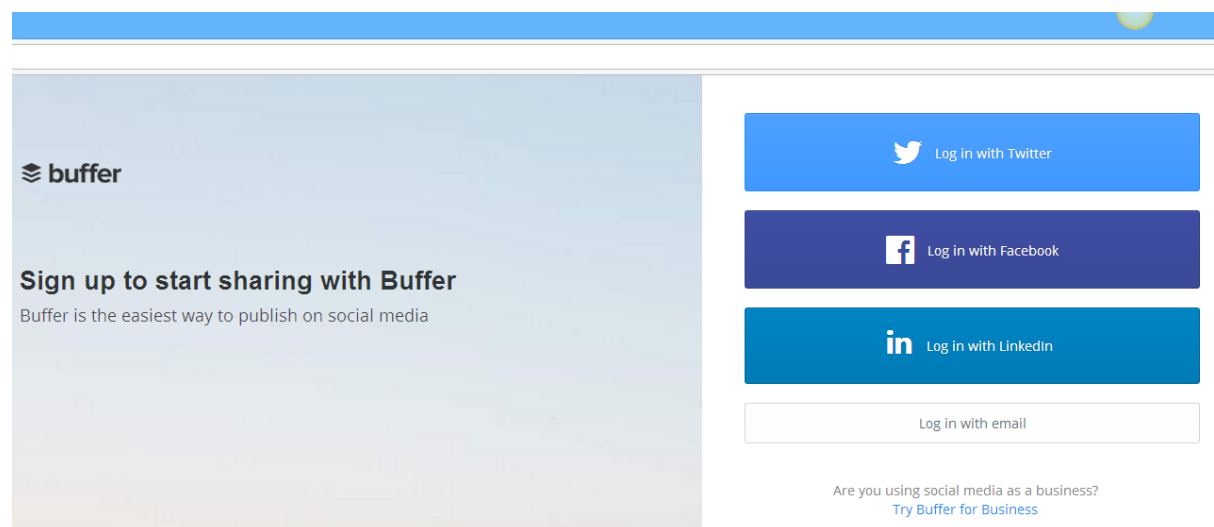 buffer
Sign up to start sharing with Buffer
Buffer is the easiest way to publish on social media
Log in with Twitter
Log in with Facebook
in Log in with LinkedIn
Log in with email
Are you using social media as a business?
Try Buffer for Business